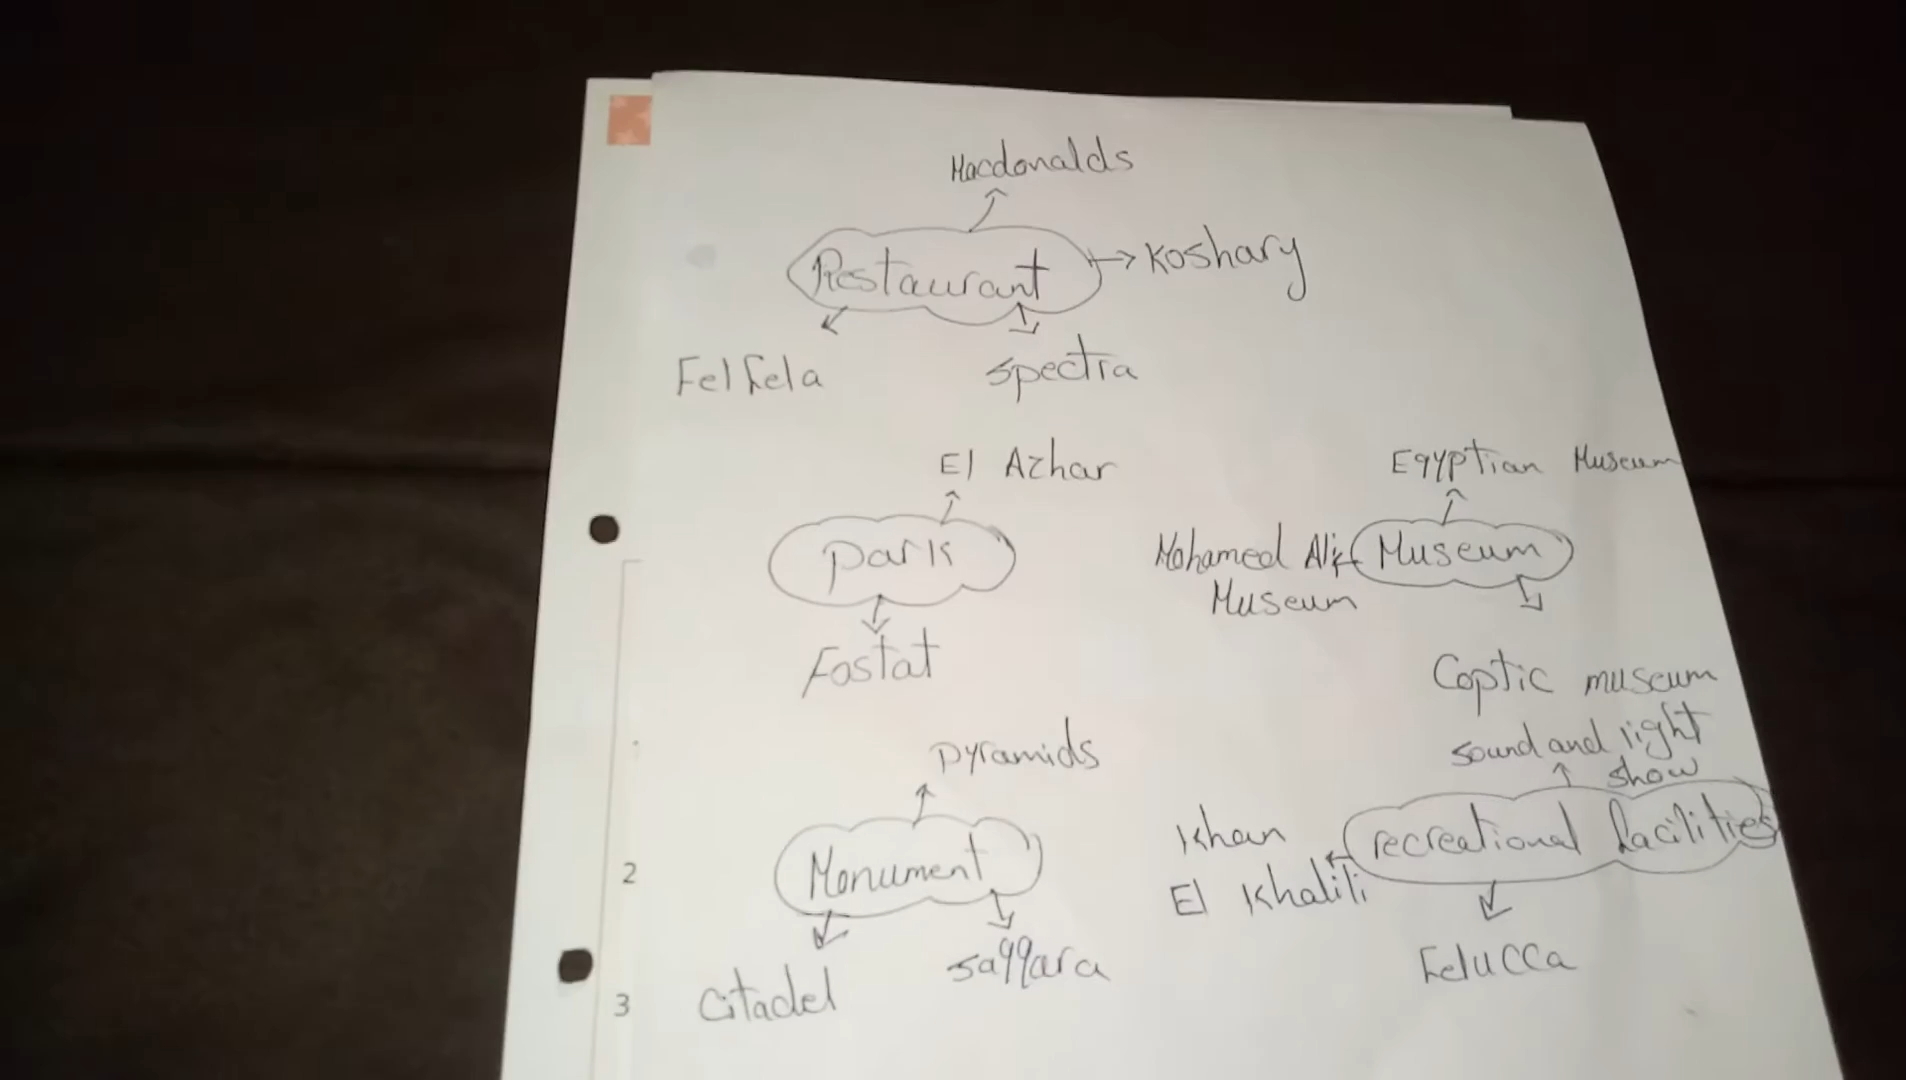 Macdonalds
Restaurant
Koshary
Felfela
spectra
El Azhar
park
Fostat
Egyptian Museum
Mohamed Ali
Museum
Museum
Coptic museum
pyramids
Monument
citadel
saqqara
sound and light
show
recreational facilities
Khan
El Khalili
felucca
2
3